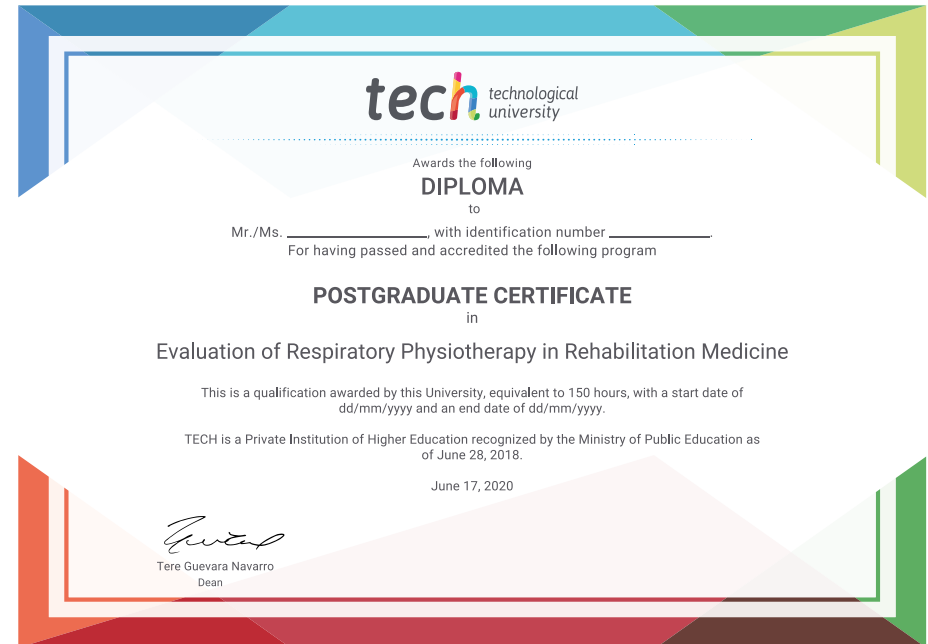 tech technological
university
Awards the following
DIPLOMA
to
Mr./Ms. ____________________, with identification number ______________.
For having passed and accredited the following program
POSTGRADUATE CERTIFICATE
in
Evaluation of Respiratory Physiotherapy in Rehabilitation Medicine
This is a qualification awarded by this University, equivalent to 150 hours, with a start date of
dd/mm/yyyy and an end date of dd/mm/yyyy.
TECH is a Private Institution of Higher Education recognized by the Ministry of Public Education as
of June 28, 2018.
June 17, 2020
Tere Guevara Navarro
Dean